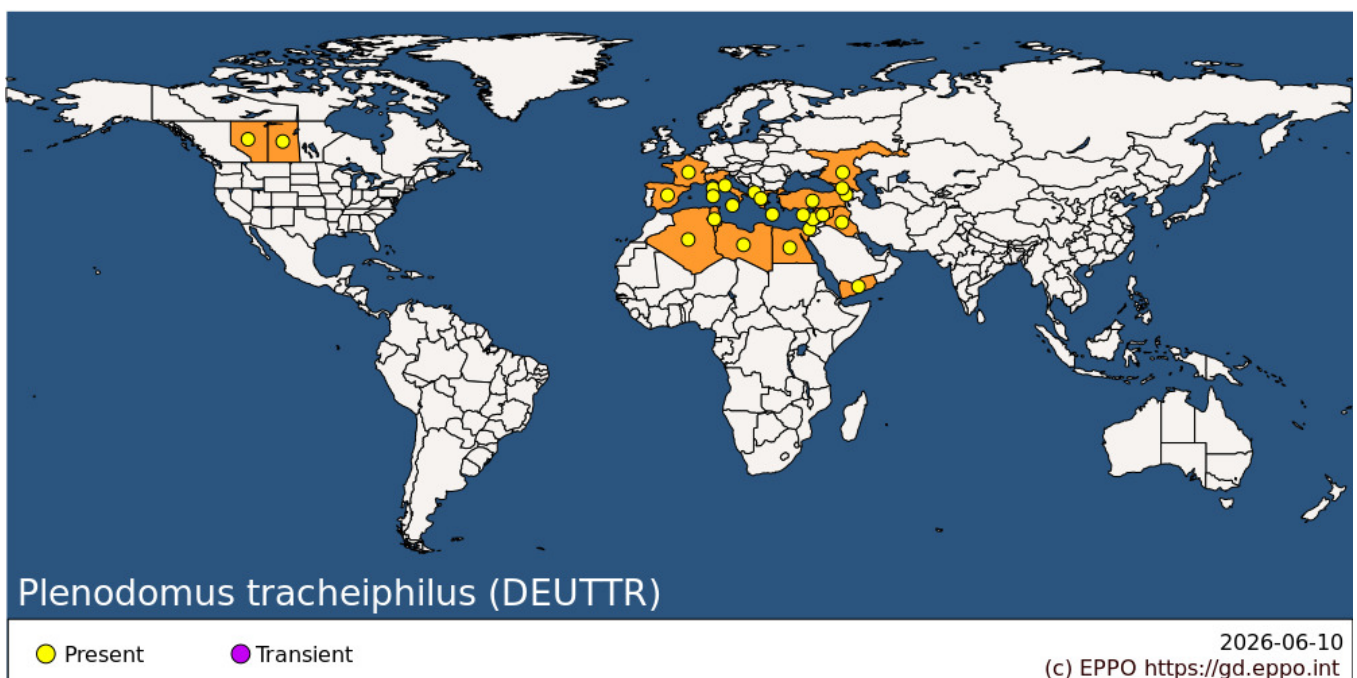 Plenodomus tracheiphilus (DEUTTR)
Present
Transient
2026-06-10
(c) EPPO https://gd.eppo.int